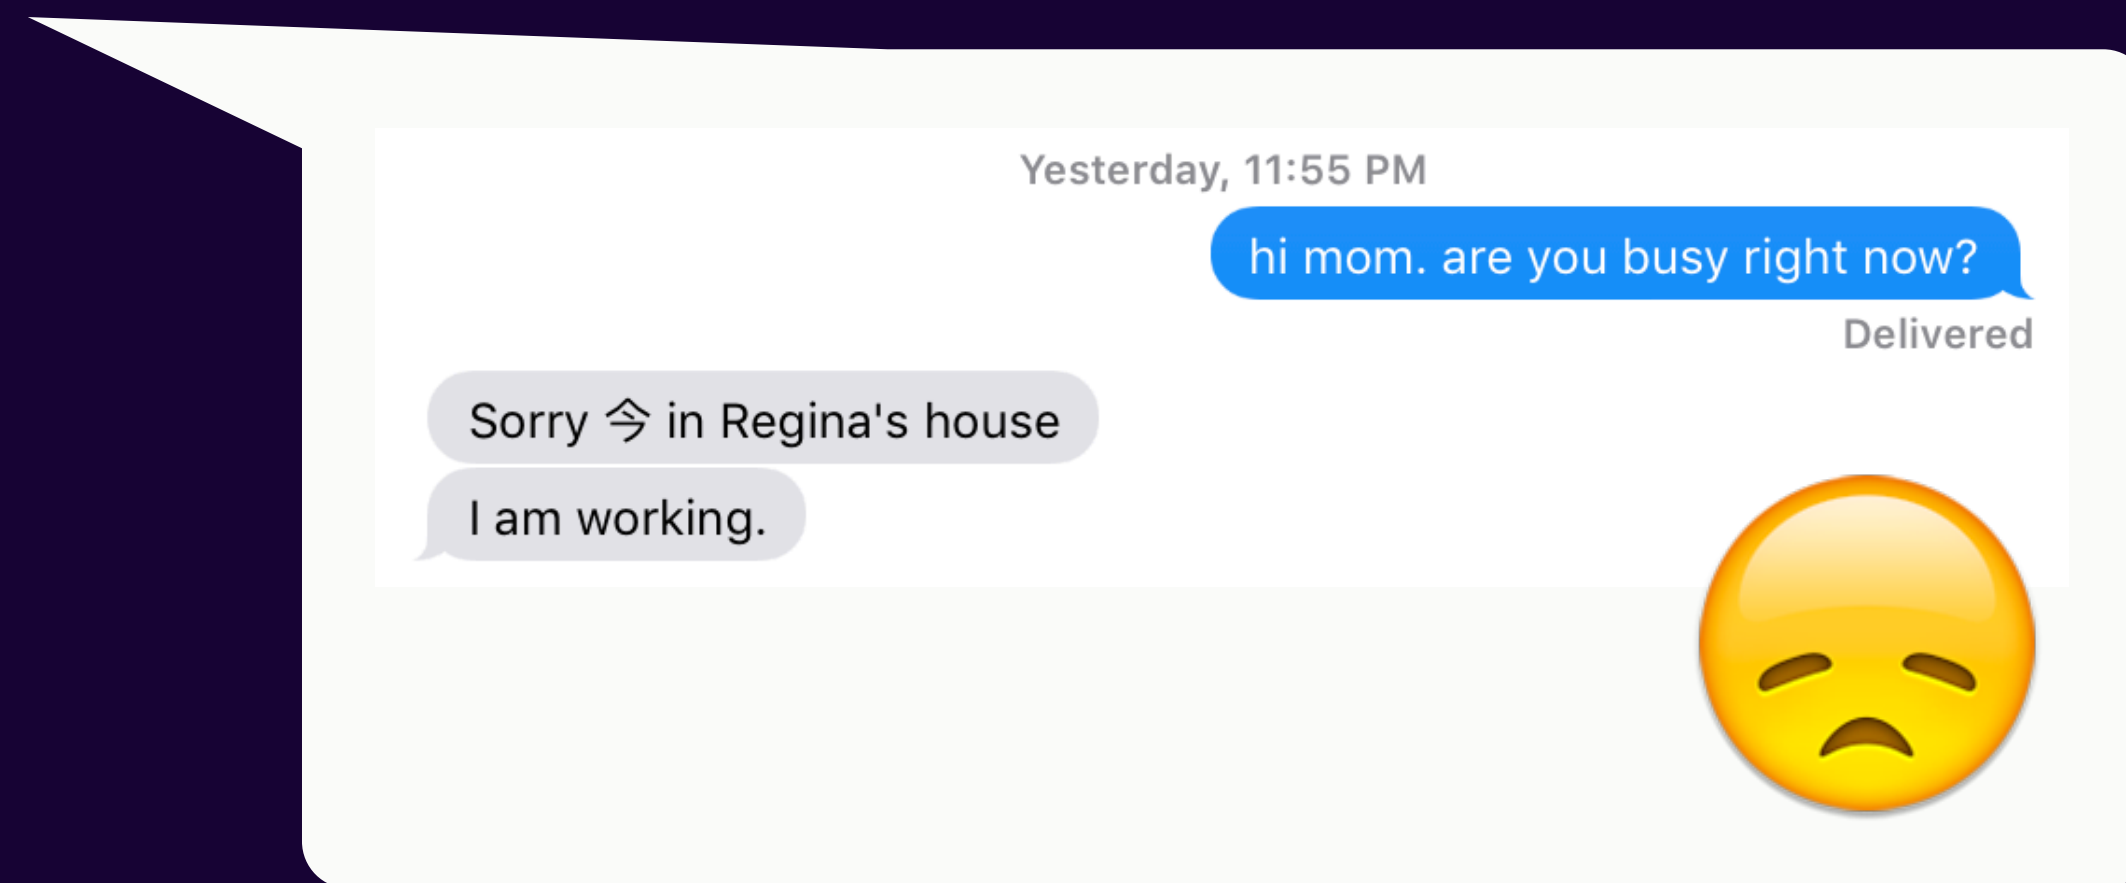 Yesterday, 11:55 PM
hi mom. are you busy right now?
Delivered
Sorry 今 in Regina's house
I am working.